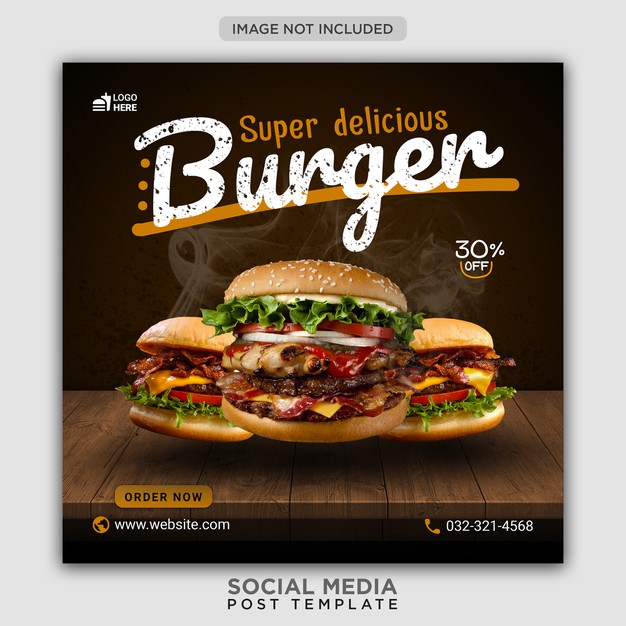 IMAGE NOT INCLUDED
LOGO
HERE
Super delicious
Burger
30%
OFF
ORDER NOW
www.website.com
032-321-4568
SOCIAL MEDIA
POST TEMPLATE